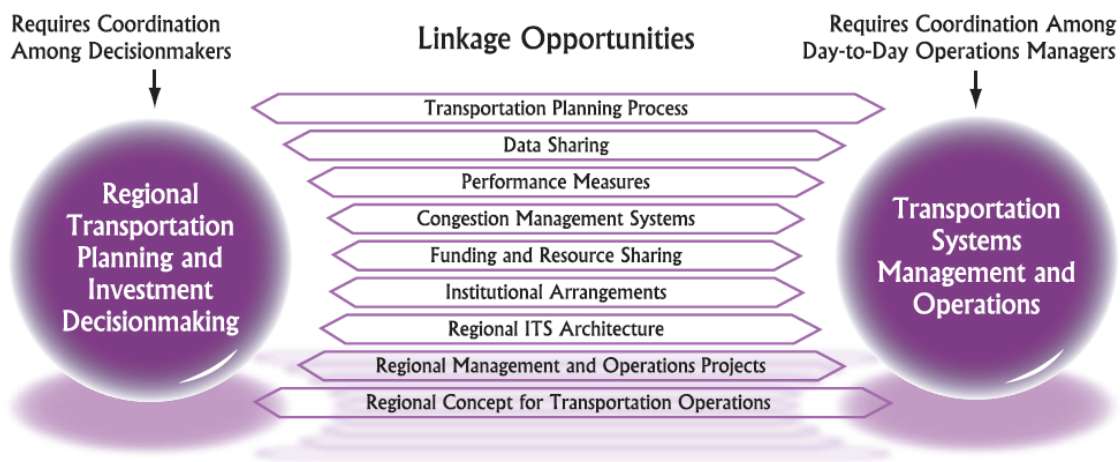 Requires Coordination
Among Decisionmakers
Linkage Opportunities
Requires Coordination Among
Day-to-Day Operations Managers
Regional
Transportation
Planning and
Investment
Decisionmaking
Transportation Planning Process
Data Sharing
Performance Measures
Congestion Management Systems
Funding and Resource Sharing
Institutional Arrangements
Regional ITS Architecture
Regional Management and Operations Projects
Regional Concept for Transportation Operations
Transportation
Systems
Management and
Operations